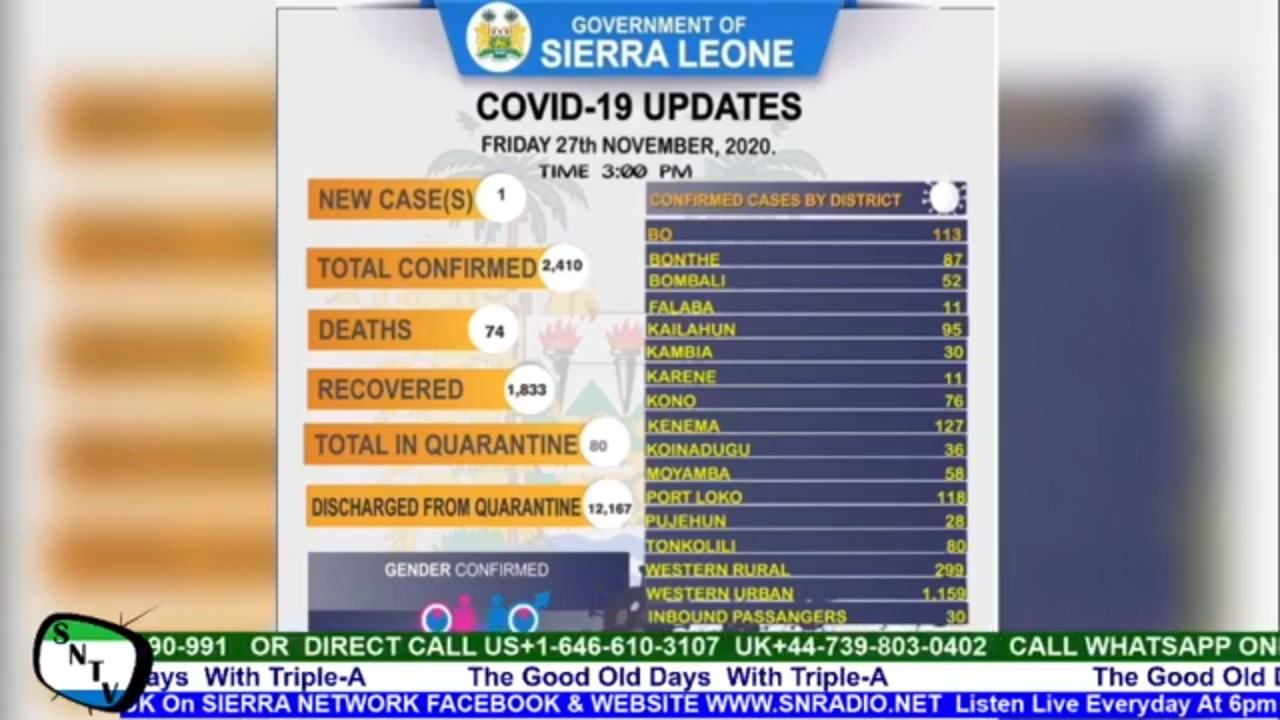 GOVERNMENT OF
SIERRA LEONE
COVID-19 UPDATES
FRIDAY 27th NOVEMBER, 2020.
TIME 3:00 PM
NEW CASE(S) 1
TOTAL CONFIRMED 2,410
DEATHS 74
RECOVERED 1,833
TOTAL IN QUARANTINE 80
DISCHARGED FROM QUARANTINE 12,167
GENDER CONFIRMED
CONFIRMED CASES BY DISTRICT
BO 113
BONTHE 87
BOMBALI 52
FALABA 11
KAILAHUN 95
KAMBIA 30
KARENE 11
KONO 76
KENEMA 127
KOINADUGU 36
MOYAMBA 58
PORT LOKO 118
PUJEHUN 28
TONKOLILI 80
WESTERN RURAL 299
WESTERN URBAN 1,159
INBOUND PASSANGERS 30
SNTV
90-991 OR DIRECT CALL US+1-646-610-3107 UK+44-739-803-0402 CALL WHATSAPP ON
ays With Triple-A The Good Old Days With Triple-A The Good Old
OK On SIERRA NETWORK FACEBOOK & WEBSITE WWW.SNRADIO.NET Listen Live Everyday At 6pm